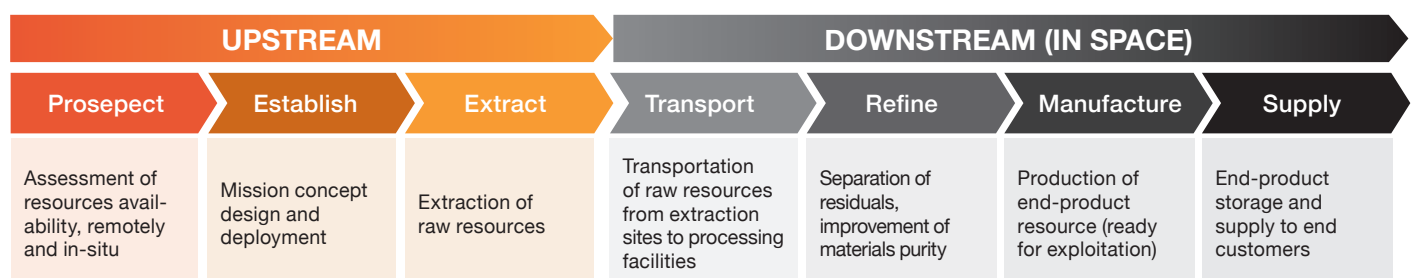 UPSTREAM
DOWNSTREAM (IN SPACE)
Prosepect
Establish
Extract
Transport
Refine
Manufacture
Supply
Assessment of
resources avail-
ability, remotely
and in-situ
Mission concept
design and
deployment
Extraction of
raw resources
Transportation
of raw resources
from extraction
sites to processing
facilities
Separation of
residuals,
improvement of
materials purity
Production of
end-product
resource (ready
for exploitation)
End-product
storage and
supply to end
customers